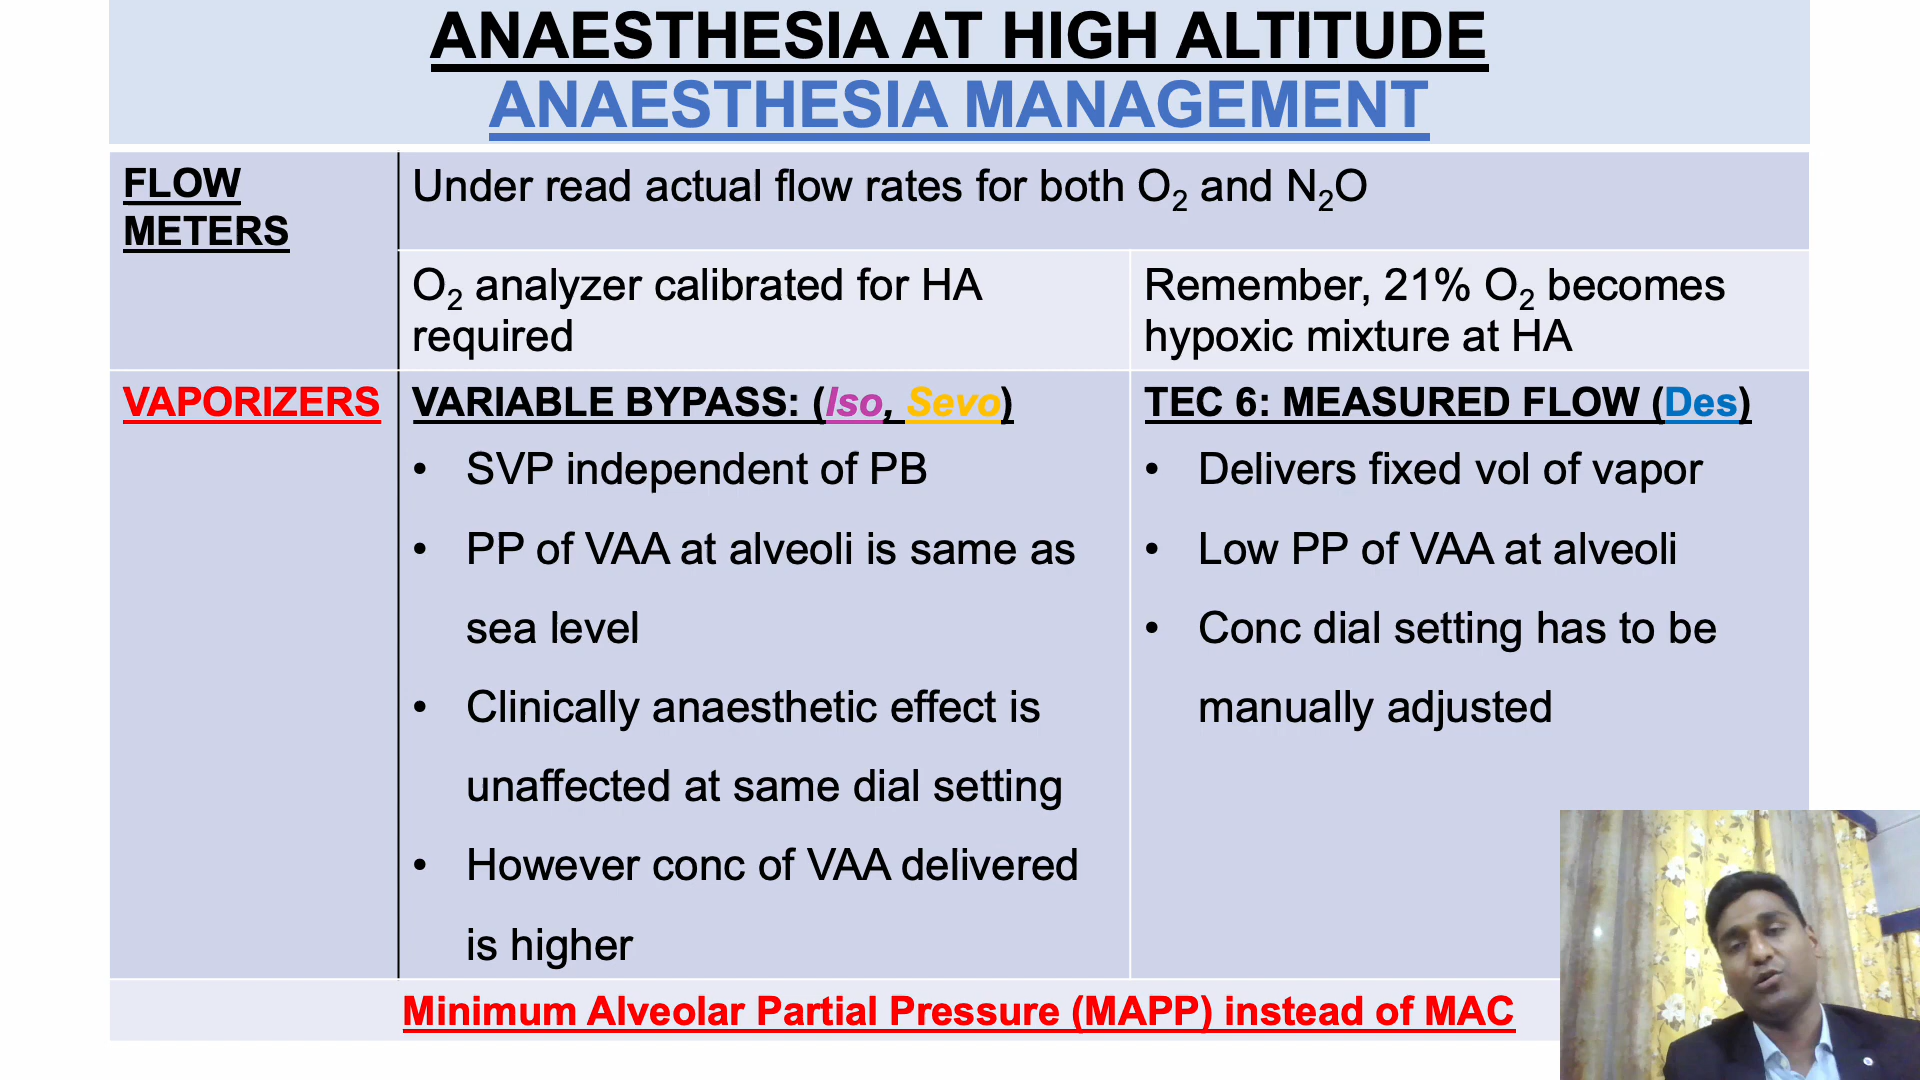 ANAESTHESIA AT HIGH ALTITUDE
ANAESTHESIA MANAGEMENT
FLOW
METERS
Under read actual flow rates for both O₂ and N₂O
O₂ analyzer calibrated for HA
required
Remember, 21% O₂ becomes
hypoxic mixture at HA
VAPORIZERS
VARIABLE BYPASS: (Iso, Sevo)
• SVP independent of PB
• PP of VAA at alveoli is same as
sea level
• Clinically anaesthetic effect is
unaffected at same dial setting
• However conc of VAA delivered
is higher
TEC 6: MEASURED FLOW (Des)
• Delivers fixed vol of vapor
• Low PP of VAA at alveoli
• Conc dial setting has to be
manually adjusted
Minimum Alveolar Partial Pressure (MAPP) instead of MAC